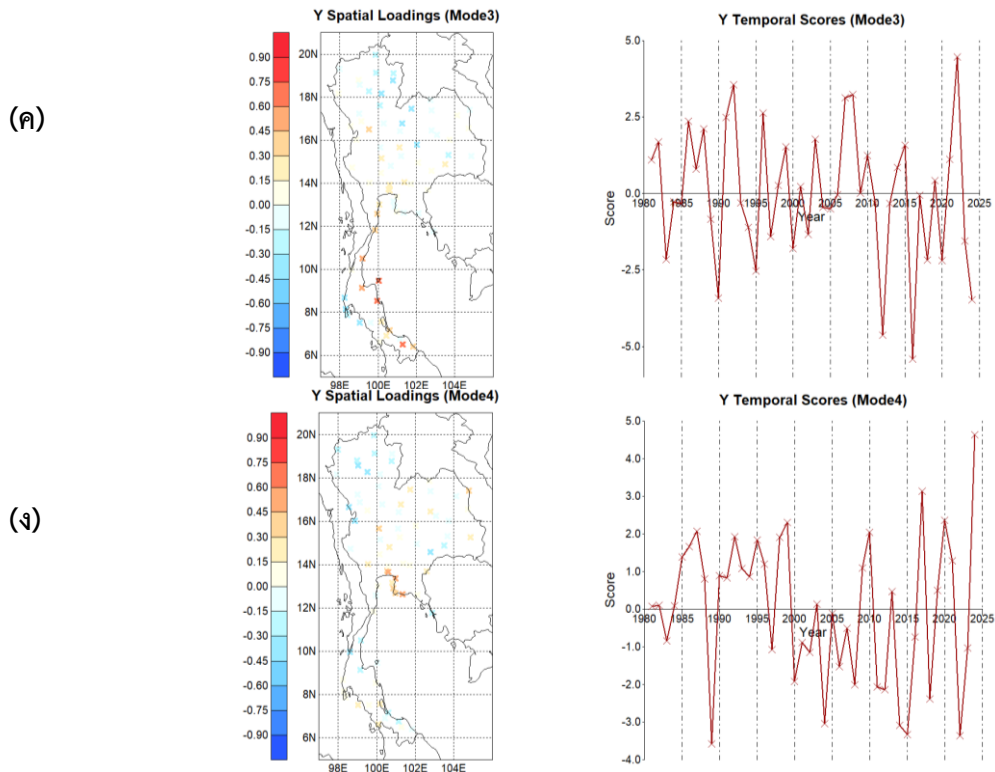 Y Spatial Loadings (Mode3)
Y Temporal Scores (Mode3)
(ค)
0.90
0.75
0.60
0.45
0.30
0.15
0.00
-0.15
-0.30
-0.45
-0.60
-0.75
-0.90
20N
18N
16N
14N
12N
10N
8N
6N
98E 100E 102E 104E
Score
5.0
2.5
0.0
-2.5
-5.0
1980 1985 1990 1995 2000 2005 2010 2015 2020 2025
Year
Y Spatial Loadings (Mode4)
Y Temporal Scores (Mode4)
(ง)
0.90
0.75
0.60
0.45
0.30
0.15
0.00
-0.15
-0.30
-0.45
-0.60
-0.75
-0.90
20N
18N
16N
14N
12N
10N
8N
6N
98E 100E 102E 104E
Score
5.0
4.0
3.0
2.0
1.0
0.0
-1.0
-2.0
-3.0
-4.0
1980 1985 1990 1995 2000 2005 2010 2015 2020 2025
Year